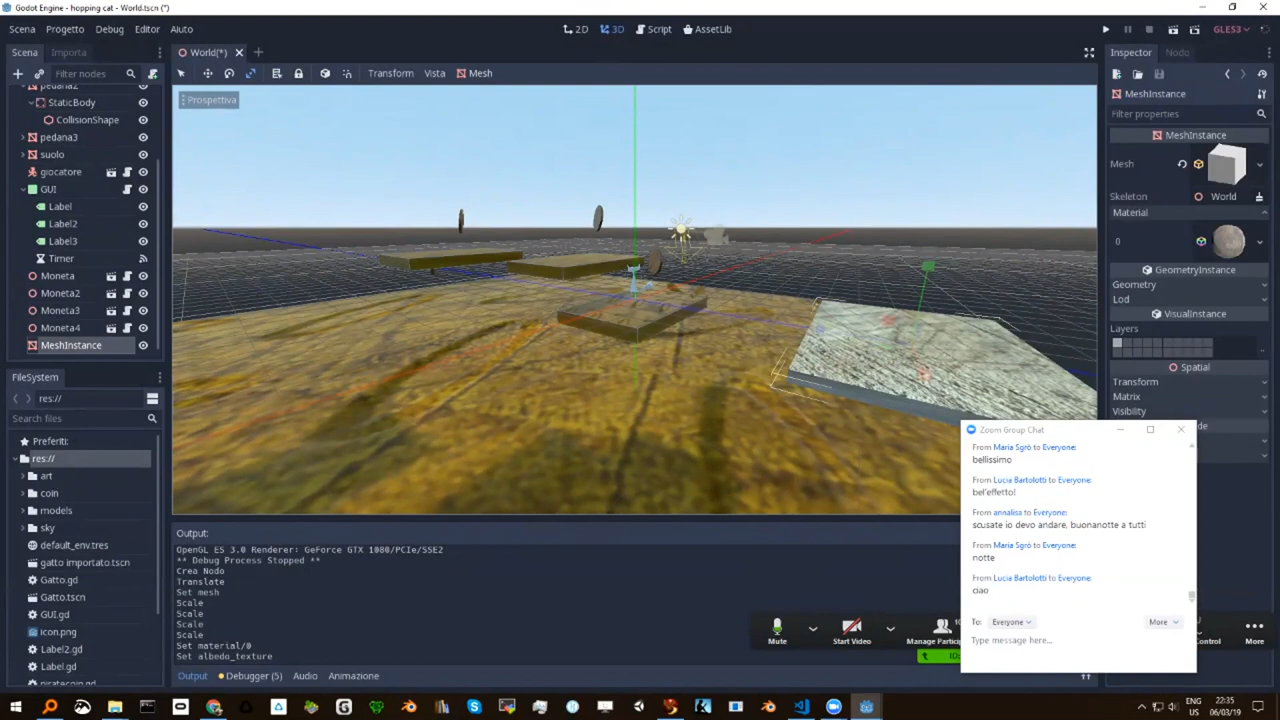 Godot Engine - hopping cat - World.tscn (*)
Scena Progetto Debug Editor Aiuto
2D 3D Script AssetLib
GLES3
Scena Importa
World(*)
Inspector Nodo
Filter nodes
Transform Vista Mesh
pedana2
StaticBody
CollisionShape
pedana3
suolo
giocatore
GUI
Label
Label2
Label3
Timer
Moneta
Moneta2
Moneta3
Moneta4
MeshInstance
Prospettiva
MeshInstance
Filter properties
MeshInstance
Mesh
Skeleton World
Material
0
GeometryInstance
Geometry
Lod
VisualInstance
Layers
Spatial
Transform
Matrix
Visibility
FileSystem
res://
Search files
Preferiti:
res://
art
coin
models
sky
default_env.tres
gatto importato.tscn
Gatto.gd
Gatto.tscn
GUI.gd
icon.png
Label2.gd
Label.gd
piratecoin.gd
Output:
OpenGL ES 3.0 Renderer: GeForce GTX 1080/PCIe/SSE2
** Debug Process Stopped **
Crea Nodo
Translate
Set mesh
Scale
Scale
Scale
Scale
Set material/0
Set albedo_texture
Output Debugger (5) Audio Animazione
Zoom Group Chat
From Maria Sgrò to Everyone:
bellissimo
From Lucia Bartolotti to Everyone:
bel'effetto!
From annalisa to Everyone:
scusate io devo andare, buonanotte a tutti
From Maria Sgrò to Everyone:
notte
From Lucia Bartolotti to Everyone:
ciao
To: Everyone More
Type message here...
Mute Start Video Manage Particip
More
ID:
ENG
US
22:35
06/03/19